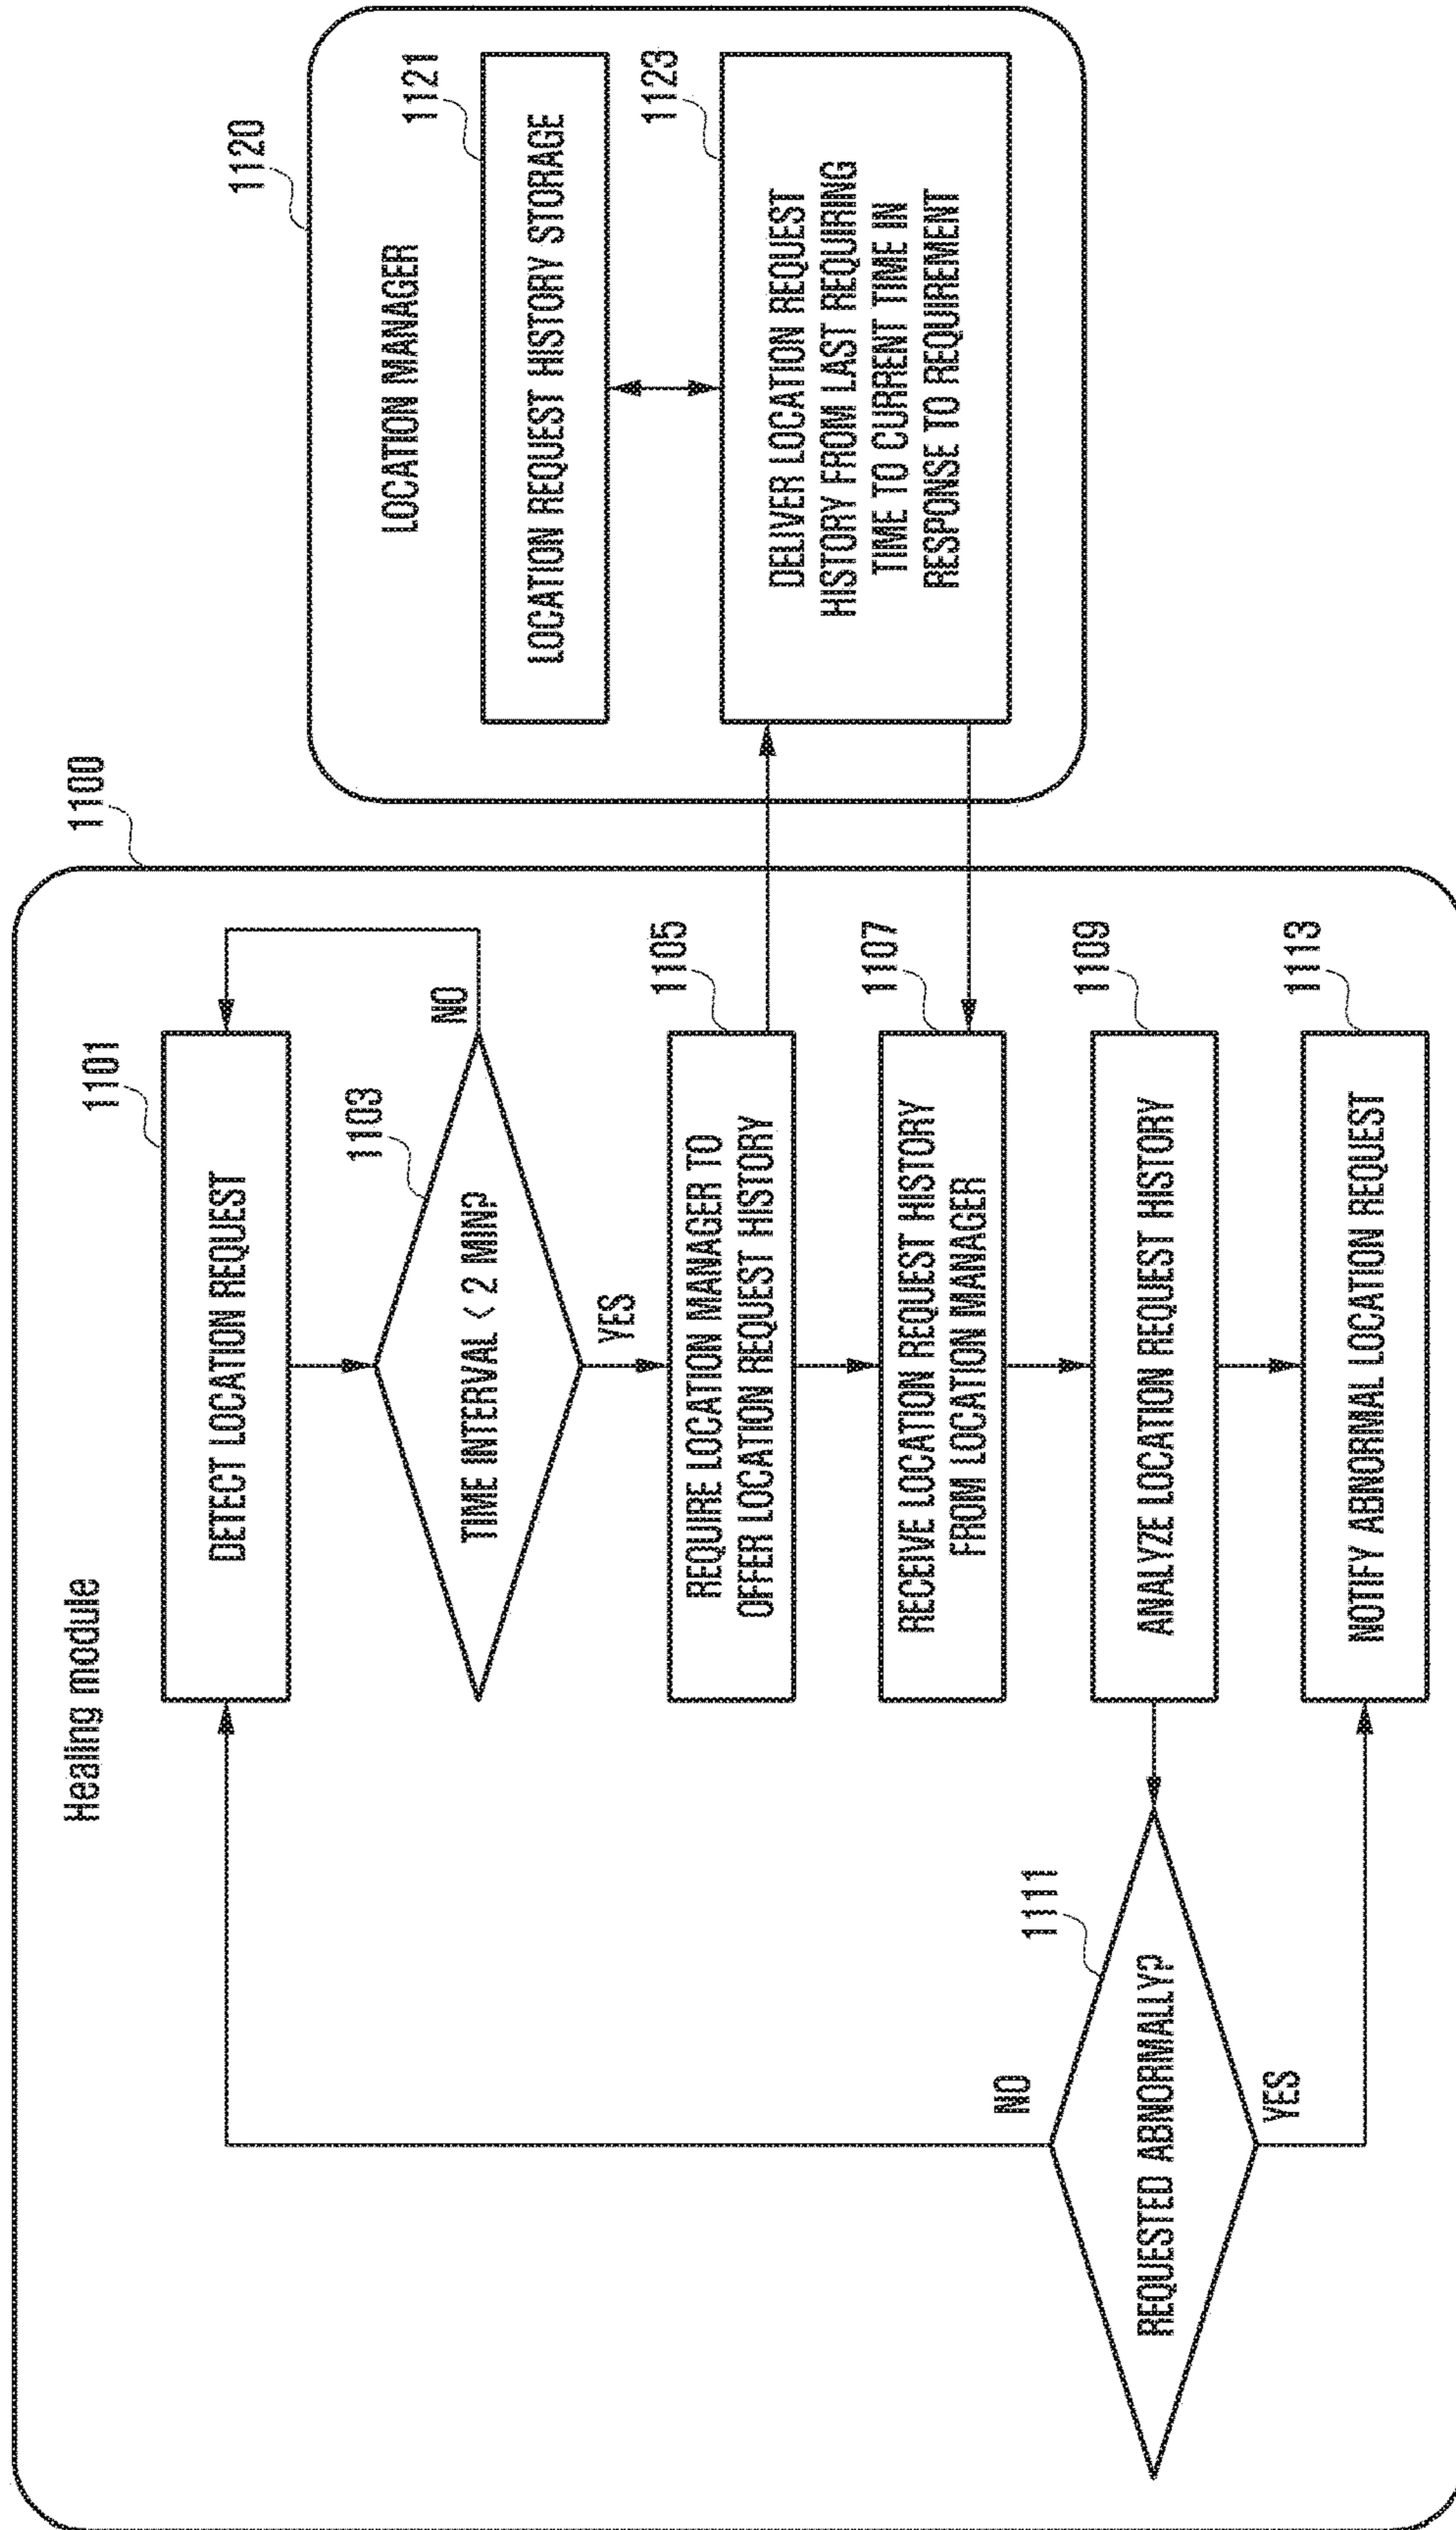 Healing module
1100
1101
DETECT LOCATION REQUEST
1103
TIME INTERVAL < 2 MIN?
NO
YES
1105
REQUIRE LOCATION MANAGER TO
OFFER LOCATION REQUEST HISTORY
1107
RECEIVE LOCATION REQUEST HISTORY
FROM LOCATION MANAGER
1109
ANALYZE LOCATION REQUEST HISTORY
1111
REQUESTED ABNORMALLY?
NO
YES
1113
NOTIFY ABNORMAL LOCATION REQUEST
1120
LOCATION MANAGER
1121
LOCATION REQUEST HISTORY STORAGE
1123
DELIVER LOCATION REQUEST
HISTORY FROM LAST REQUIRING
TIME TO CURRENT TIME IN
RESPONSE TO REQUIREMENT